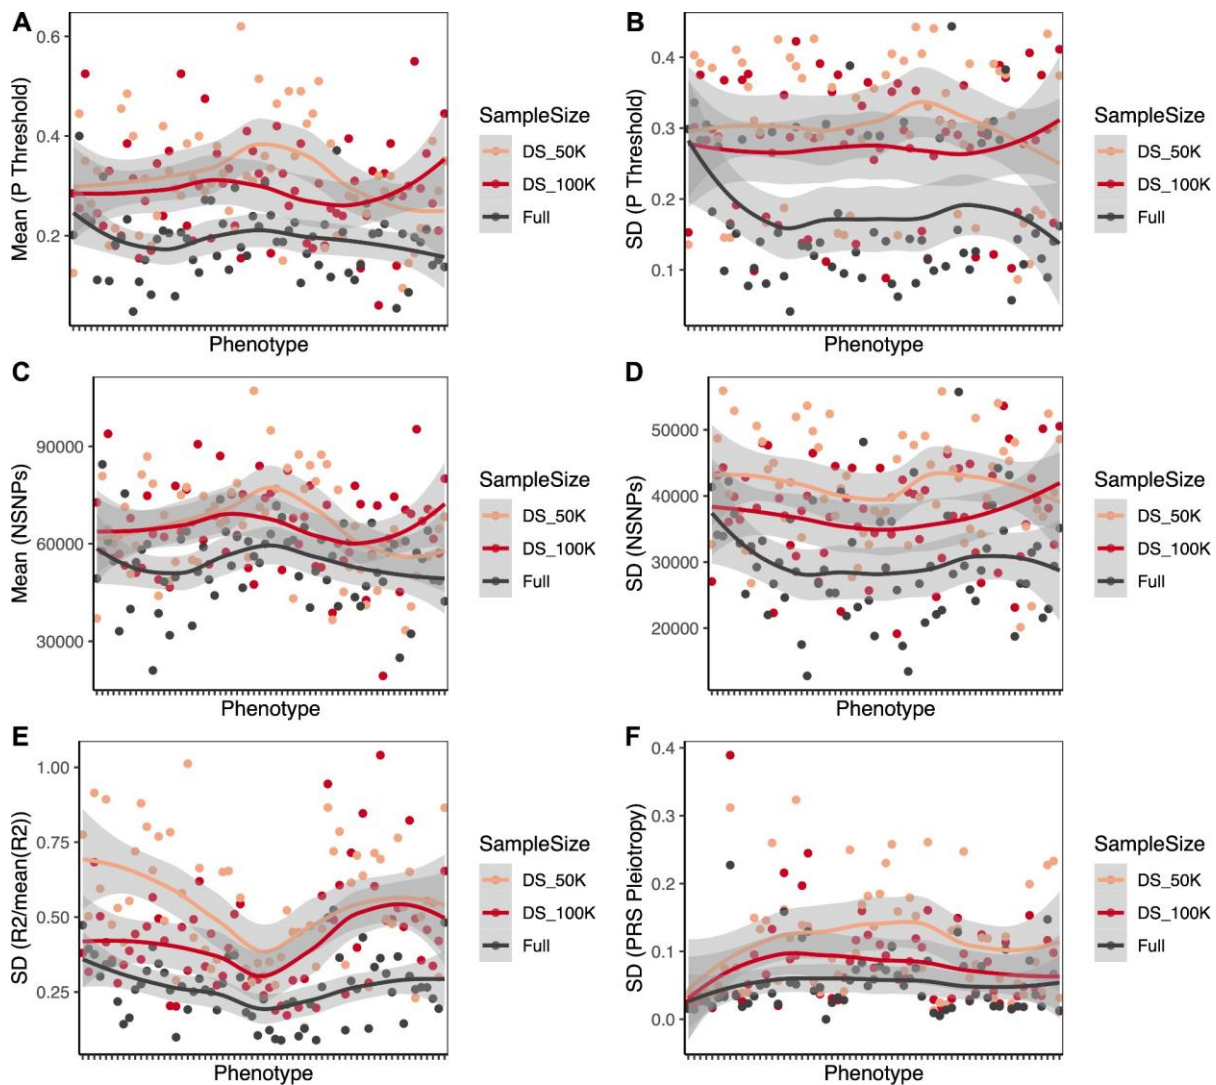 A
Mean (P Threshold)
0.6
0.4
0.2
Phenotype
SampleSize
DS_50K
DS_100K
Full
B
SD (P Threshold)
0.4
0.3
0.2
0.1
Phenotype
SampleSize
DS_50K
DS_100K
Full
C
Mean (NSNPs)
90000
60000
30000
Phenotype
SampleSize
DS_50K
DS_100K
Full
D
SD (NSNPs)
50000
40000
30000
20000
Phenotype
SampleSize
DS_50K
DS_100K
Full
E
SD (R2/mean(R2))
1.00
0.75
0.50
0.25
Phenotype
SampleSize
DS_50K
DS_100K
Full
F
SD (PRS Pleiotropy)
0.4
0.3
0.2
0.1
0.0
Phenotype
SampleSize
DS_50K
DS_100K
Full